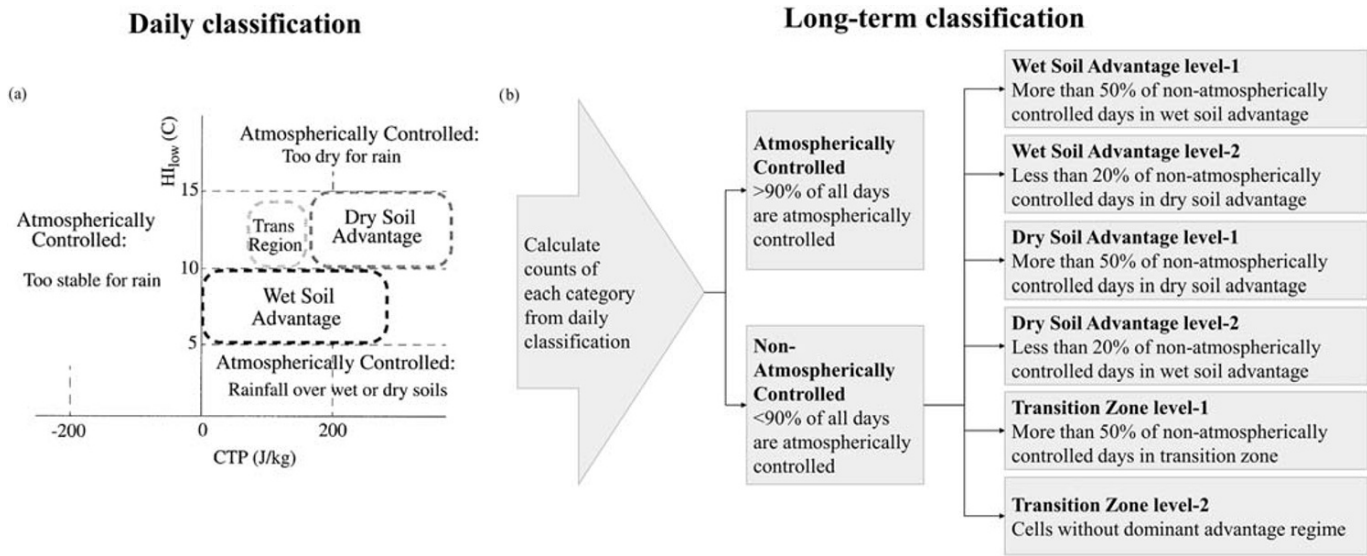 Daily classification
Long-term classification
(a)
HIlow (C)
Atmospherically Controlled:
Too dry for rain
15
Atmospherically
Controlled:
Too stable for rain
Trans
Region
Dry Soil
Advantage
10
Wet Soil
Advantage
5
Atmospherically Controlled:
Rainfall over wet or dry soils
-200
0
200
CTP (J/kg)
(b)
Calculate
counts of
each category
from daily
classification
Atmospherically
Controlled
>90% of all days
are atmospherically
controlled
Non-
Atmospherically
Controlled
<90% of all days
are atmospherically
controlled
Wet Soil Advantage level-1
More than 50% of non-atmospherically
controlled days in wet soil advantage
Wet Soil Advantage level-2
Less than 20% of non-atmospherically
controlled days in dry soil advantage
Dry Soil Advantage level-1
More than 50% of non-atmospherically
controlled days in dry soil advantage
Dry Soil Advantage level-2
Less than 20% of non-atmospherically
controlled days in wet soil advantage
Transition Zone level-1
More than 50% of non-atmospherically
controlled days in transition zone
Transition Zone level-2
Cells without dominant advantage regime